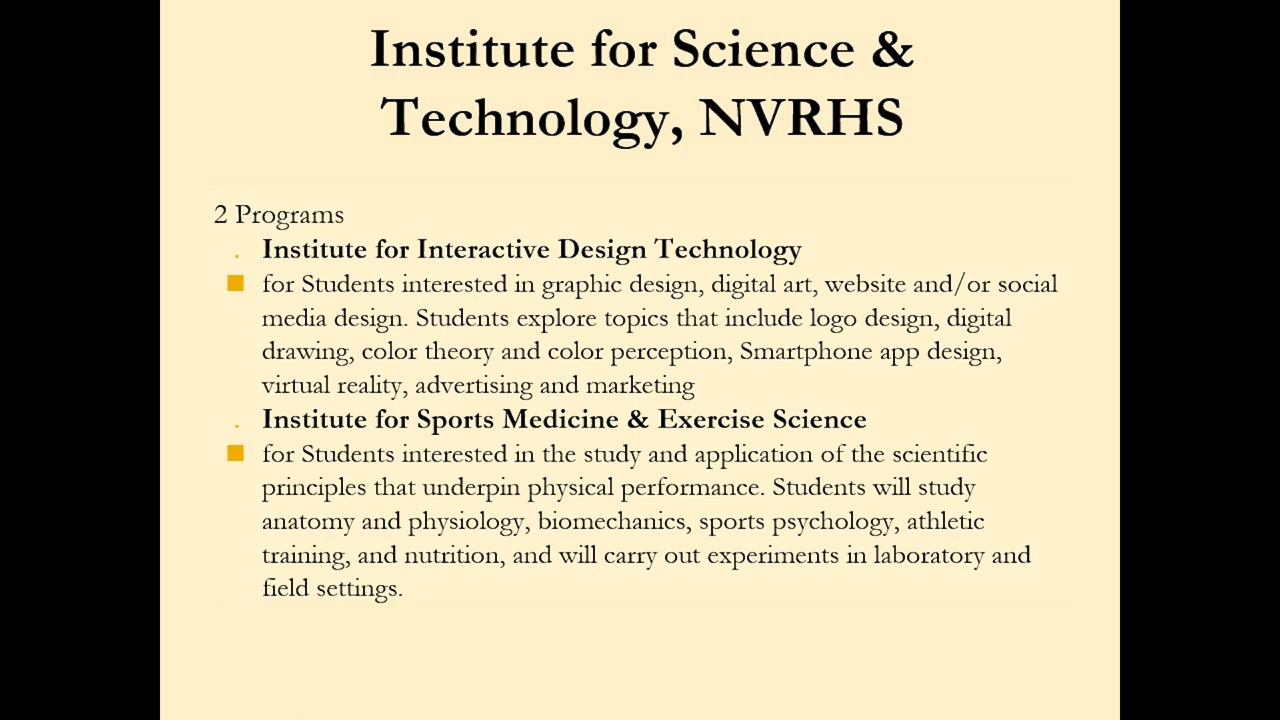 Institute for Science &
Technology, NVRHS
2 Programs
. Institute for Interactive Design Technology
■ for Students interested in graphic design, digital art, website and/or social
media design. Students explore topics that include logo design, digital
drawing, color theory and color perception, Smartphone app design,
virtual reality, advertising and marketing
. Institute for Sports Medicine & Exercise Science
■ for Students interested in the study and application of the scientific
principles that underpin physical performance. Students will study
anatomy and physiology, biomechanics, sports psychology, athletic
training, and nutrition, and will carry out experiments in laboratory and
field settings.